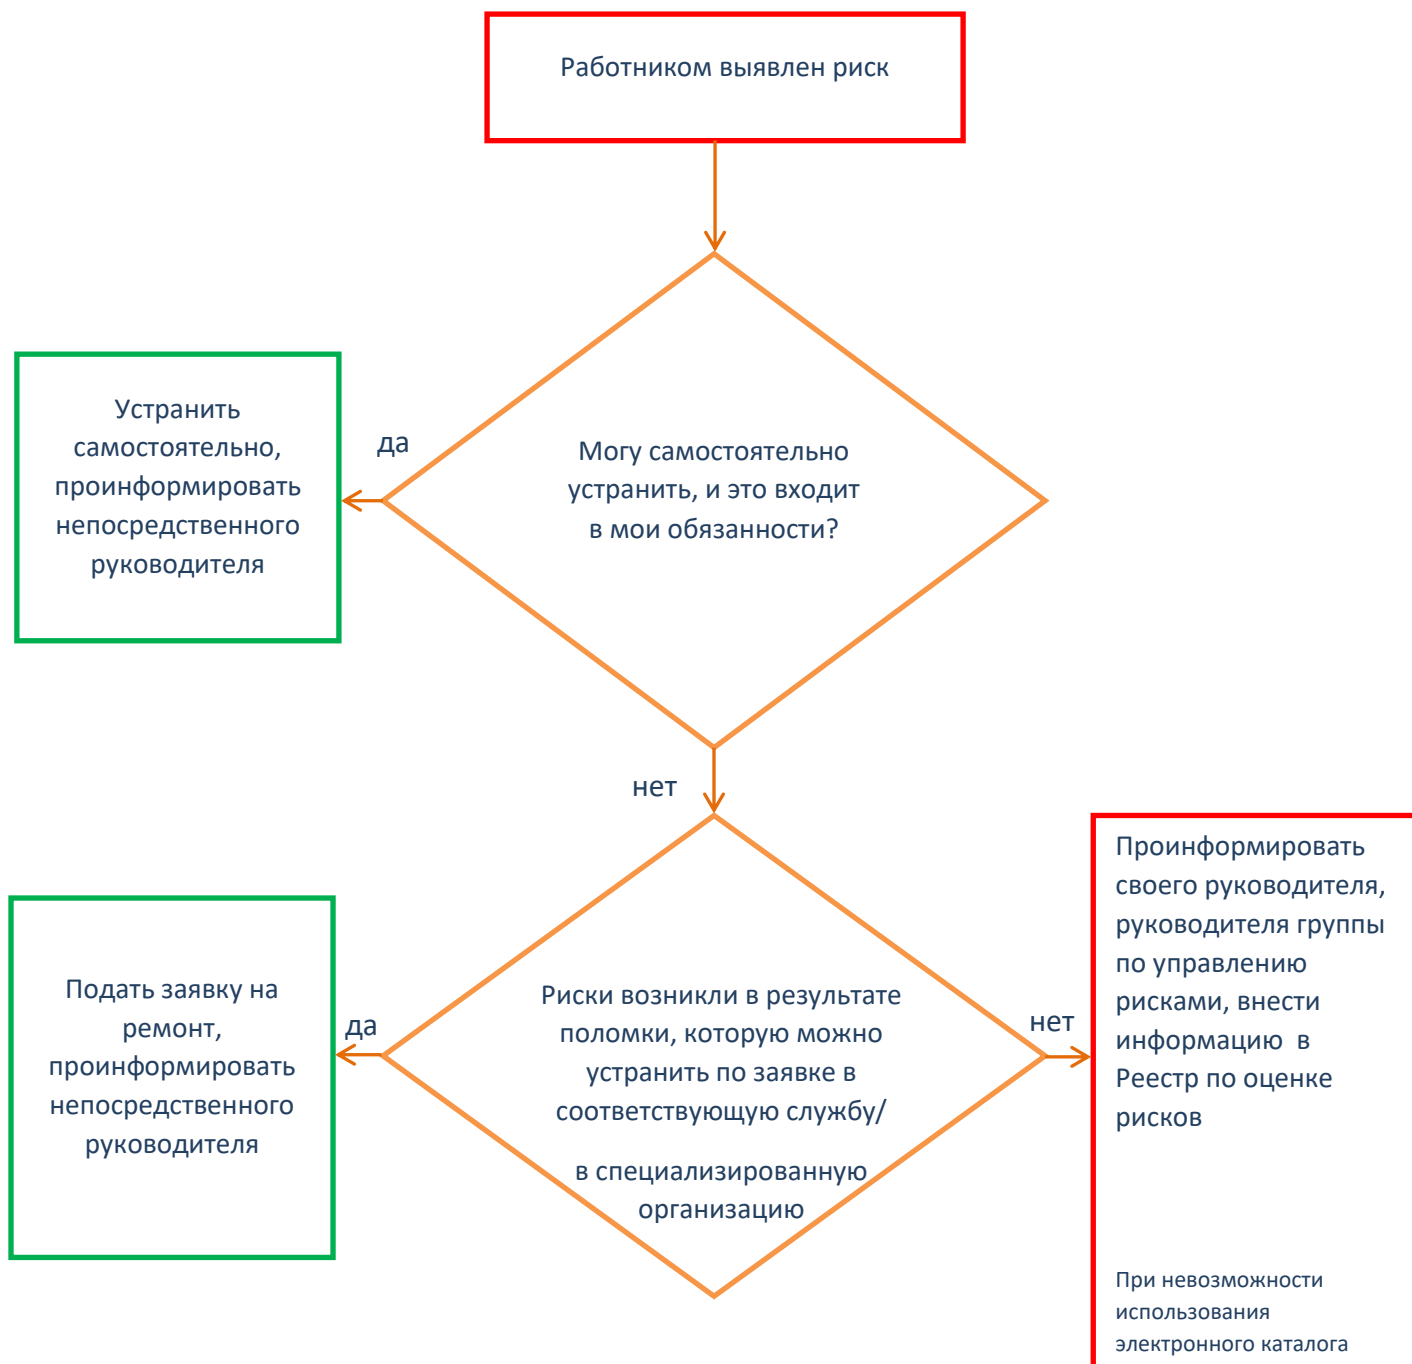 Работником выявлен риск
Устранить
самостоятельно,
проинформировать
непосредственного
руководителя
да
Могу самостоятельно
устранить, и это входит
в мои обязанности?
нет
Подать заявку на
ремонт,
проинформировать
непосредственного
руководителя
да
Риски возникли в результате
поломки, которую можно
устранить по заявке в
соответствующую службу/
в специализированную
организацию
нет
Проинформировать
своего руководителя,
руководителя группы
по управлению
рисками, внести
информацию в
Реестр по оценке
рисков
При невозможности
использования
электронного каталога